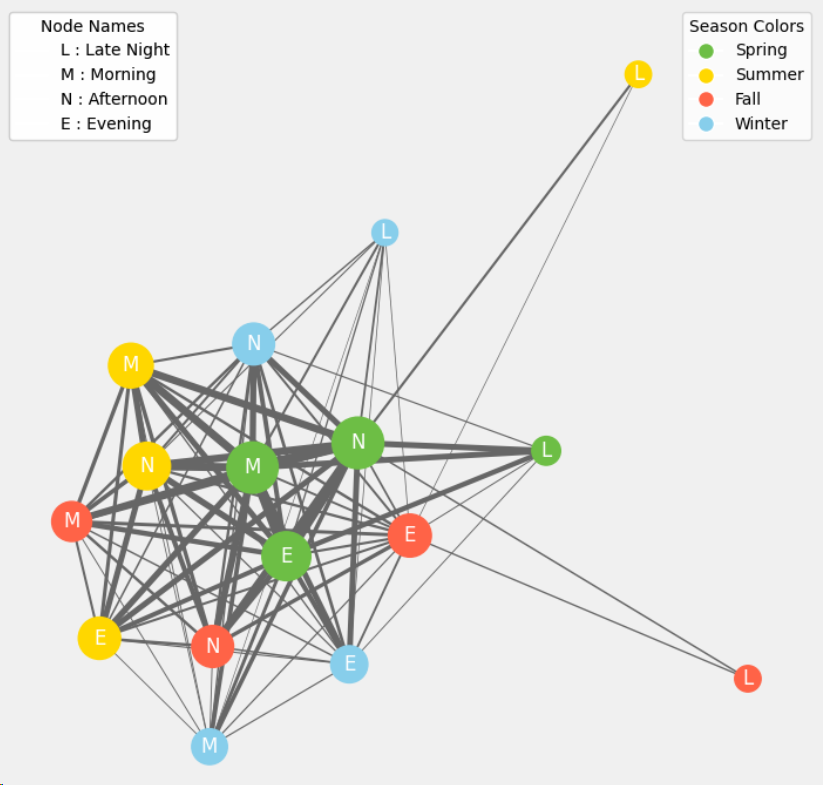 Node Names
L : Late Night
M : Morning
N : Afternoon
E : Evening
Season Colors
Spring
Summer
Fall
Winter
L
L
N
M
N
L
N
M
M
E
E
N
E
E
L
M